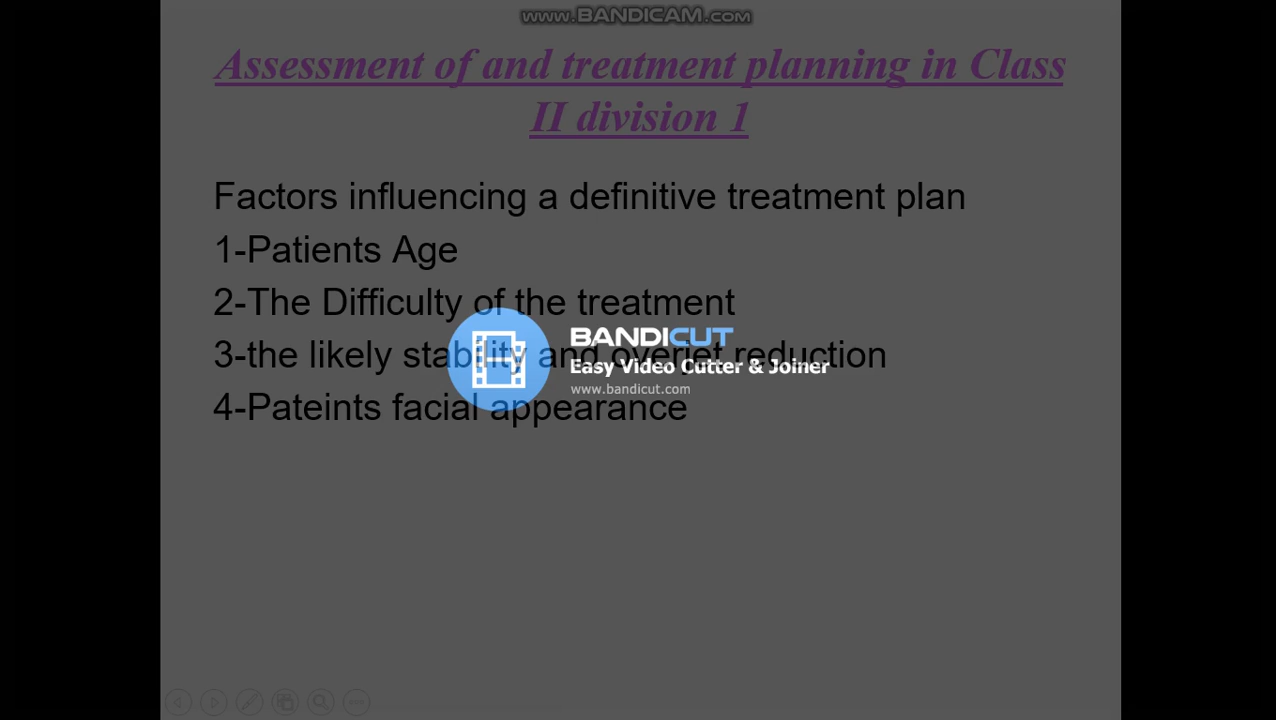 www.BANDICAM.com
Assessment of and treatment planning in Class
II division 1
Factors influencing a definitive treatment plan
1-Patients Age
2-The Difficulty of the treatment
3-the likely stability and overjet reduction
4-Pateints facial appearance
BANDICUT
Easy Video Cutter & Joiner
www.bandicut.com